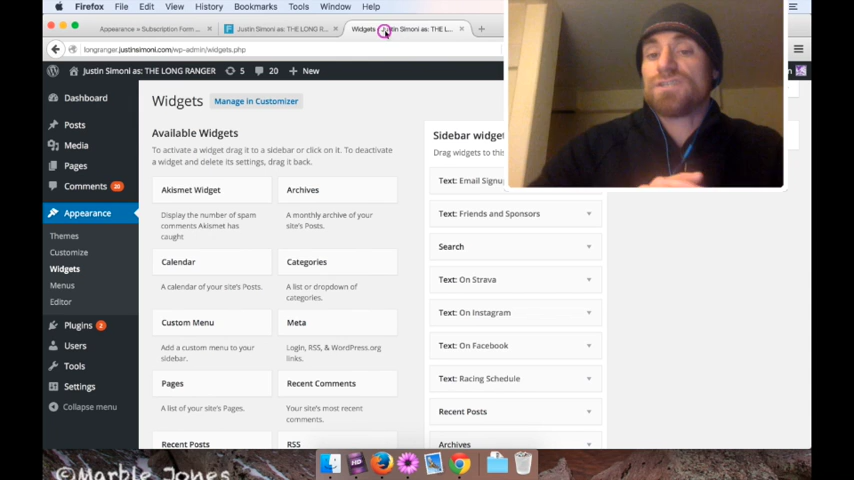 Firefox File Edit View History Bookmarks Tools Window Help
Appearance » Subscription Form ...
Justin Simoni as: THE LONG R...
Widgets Justin Simoni as: THE L...
longranger.justinsimoni.com/wp-admin/widgets.php
Justin Simoni as: THE LONG RANGER 5 20 + New
Dashboard
Posts
Media
Pages
Comments 20
Appearance
Themes
Customize
Widgets
Menus
Editor
Plugins 2
Users
Tools
Settings
Collapse menu
Widgets Manage in Customizer
Available Widgets
To activate a widget drag it to a sidebar or click on it. To deactivate
a widget and delete its settings, drag it back.
Akismet Widget
Display the number of spam
comments Akismet has
caught
Archives
A monthly archive of your
site's Posts.
Calendar
A calendar of your site's Posts.
Categories
A list or dropdown of
categories.
Custom Menu
Add a custom menu to your
sidebar.
Meta
Login, RSS, & WordPress.org
links.
Pages
A list of your site's Pages.
Recent Comments
Your site's most recent
comments.
Recent Posts
RSS
Sidebar widge
Drag widgets to this
Text: Email Signu
Text: Friends and Sponsors
Search
Text: On Strava
Text: On Instagram
Text: On Facebook
Text: Racing Schedule
Recent Posts
Archives
HD
©Marble Jones